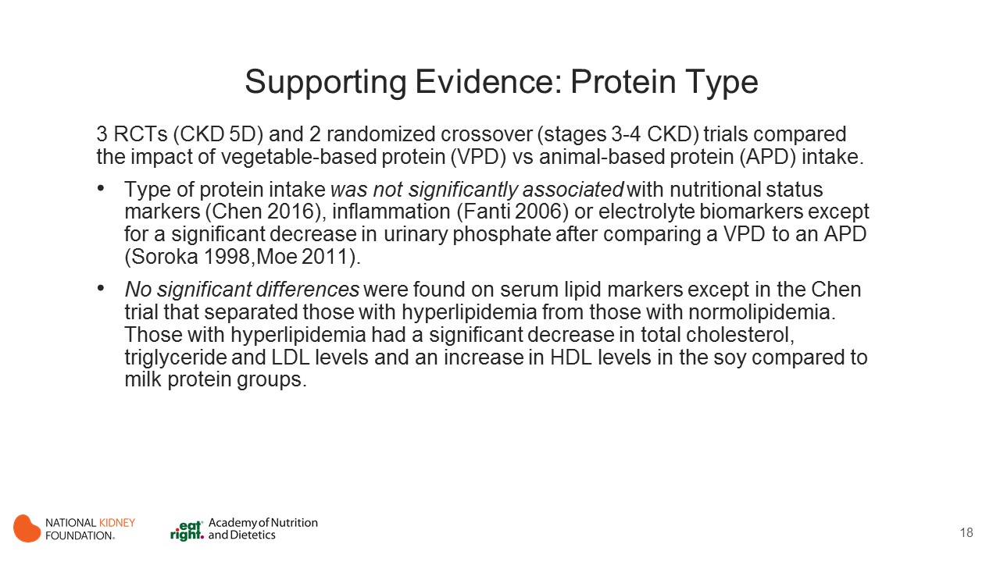 Supporting Evidence: Protein Type
3 RCTs (CKD 5D) and 2 randomized crossover (stages 3-4 CKD) trials compared
the impact of vegetable-based protein (VPD) vs animal-based protein (APD) intake.
• Type of protein intake was not significantly associated with nutritional status
markers (Chen 2016), inflammation (Fanti 2006) or electrolyte biomarkers except
for a significant decrease in urinary phosphate after comparing a VPD to an APD
(Soroka 1998,Moe 2011).
• No significant differences were found on serum lipid markers except in the Chen
trial that separated those with hyperlipidemia from those with normolipidemia.
Those with hyperlipidemia had a significant decrease in total cholesterol,
triglyceride and LDL levels and an increase in HDL levels in the soy compared to
milk protein groups.
NATIONAL KIDNEY
FOUNDATION®
eat
right.
Academy of Nutrition
and Dietetics
18